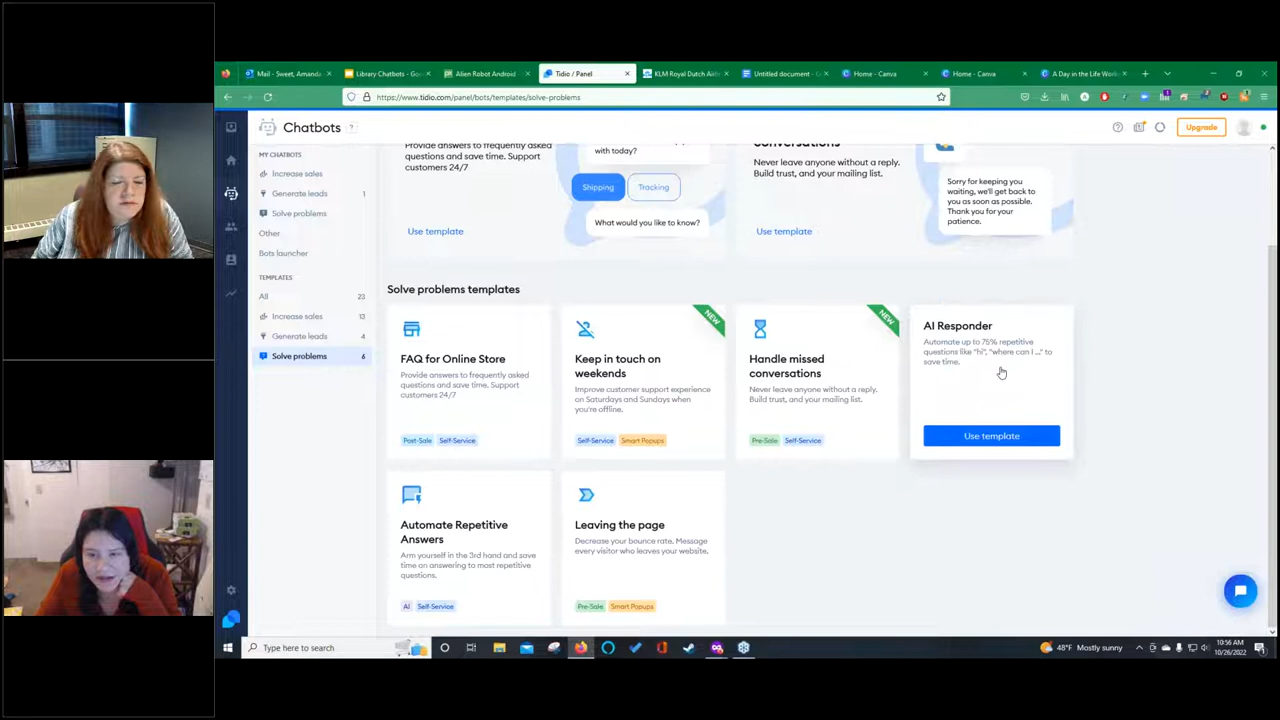 Mail - Sweet, Amanda
Library Chatbots - Goo
Alien Robot Android
Tidio / Panel
KLM Royal Dutch Airli
Untitled document - G
Home - Canva
Home - Canva
A Day in the Life Work
https://www.tidio.com/panel/bots/templates/solve-problems
Chatbots
?
Upgrade
MY CHATBOTS
Increase sales
Generate leads 1
Solve problems
Other
Bots launcher
TEMPLATES
All 23
Increase sales 13
Generate leads 4
Solve problems 6
Provide answers to frequently asked
questions and save time. Support
customers 24/7
Use template
with today?
Shipping
Tracking
What would you like to know?
conversations
Never leave anyone without a reply.
Build trust, and your mailing list.
Use template
Sorry for keeping you
waiting, we'll get back to
you as soon as possible.
Thank you for your
patience.
Solve problems templates
FAQ for Online Store
Provide answers to frequently asked
questions and save time. Support
customers 24/7
Post-Sale Self-Service
NEW
Keep in touch on
weekends
Improve customer support experience
on Saturdays and Sundays when
you're offline.
Self-Service Smart Popups
NEW
Handle missed
conversations
Never leave anyone without a reply.
Build trust, and your mailing list.
Pre-Sale Self-Service
AI Responder
Automate up to 75% repetitive
questions like "hi", "where can I ..." to
save time.
Use template
Automate Repetitive
Answers
Arm yourself in the 3rd hand and save
time on answering to most repetitive
questions.
AI Self-Service
Leaving the page
Decrease your bounce rate. Message
every visitor who leaves your website.
Pre-Sale Smart Popups
Type here to search
48°F Mostly sunny
10:56 AM
10/26/2022